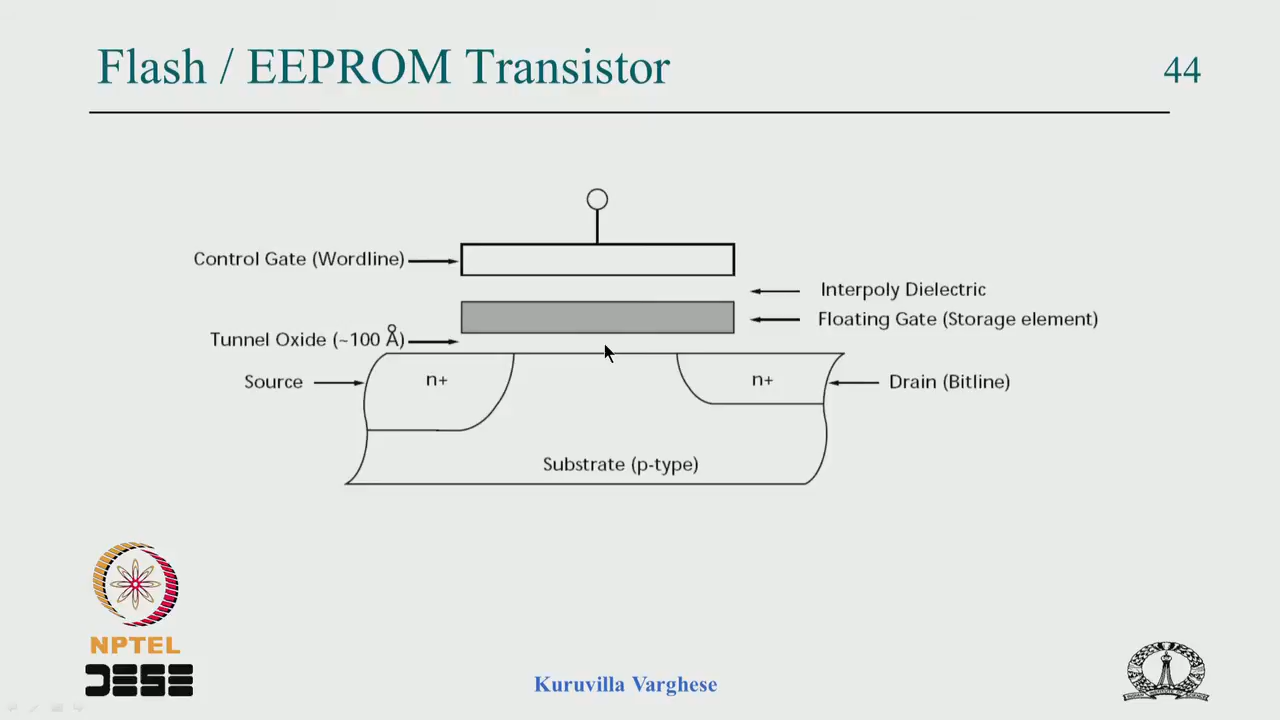 Flash / EEPROM Transistor
44
Control Gate (Wordline)
Interpoly Dielectric
Floating Gate (Storage element)
Tunnel Oxide (~100 Å)
Source
n+
n+
Drain (Bitline)
Substrate (p-type)
NPTEL
DESE
Kuruvilla Varghese